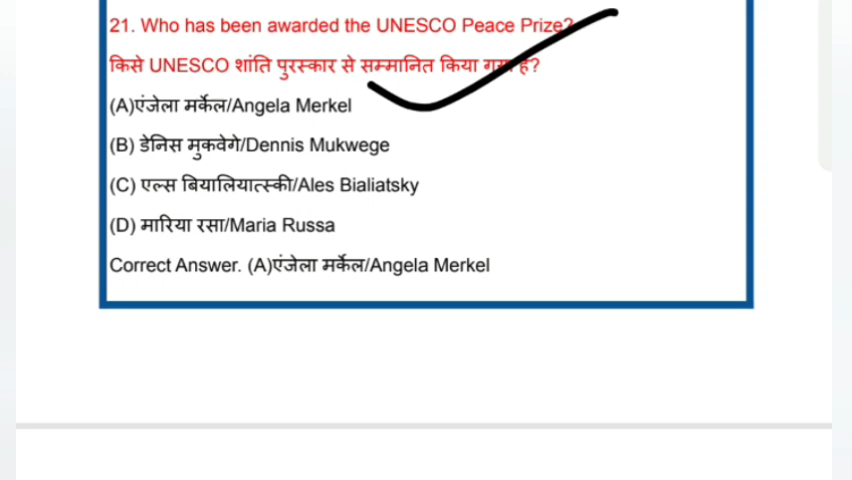 21. Who has been awarded the UNESCO Peace Prize?
किसे UNESCO शांति पुरस्कार से सम्मानित किया गया है?
(A)एंजेला मर्केल/Angela Merkel
(B) डेनिस मुकवेगे/Dennis Mukwege
(C) एल्स बियालियात्स्की/Ales Bialiatsky
(D) मारिया रसा/Maria Russa
Correct Answer. (A)एंजेला मर्केल/Angela Merkel